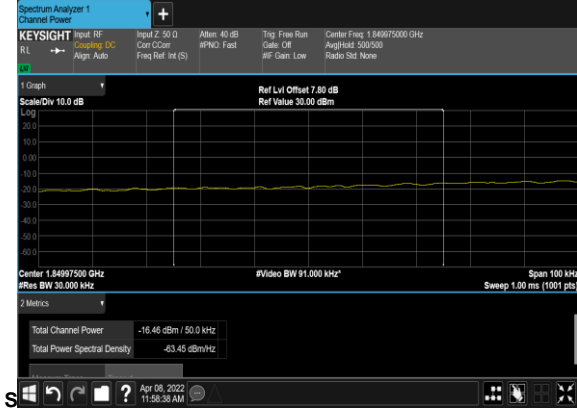 Spectrum Analyzer 1
Channel Power
KEYSIGHT Input: RF Input Z: 50 Ω Atten: 40 dB Trig: Free Run Center Freq: 1.849975000 GHz
RL Coupling: DC Corr CCorr #PNO: Fast Gate: Off Avg|Hold: 500/500
Align: Auto Freq Ref: Int (S) #IF Gain: Low Radio Std: None
1 Graph
Ref Lvl Offset 7.80 dB
Scale/Div 10.0 dB Ref Value 30.00 dBm
Log
20.0
10.0
0.00
-10.0
-20.0
-30.0
-40.0
-50.0
-60.0
Center 1.84997500 GHz #Video BW 91.000 kHz* Span 100 kHz
#Res BW 30.000 kHz Sweep 1.00 ms (1001 pts)
2 Metrics
Total Channel Power -16.46 dBm / 50.0 kHz
Total Power Spectral Density -63.45 dBm/Hz
S ? Apr 08, 2022
11:58:38 AM